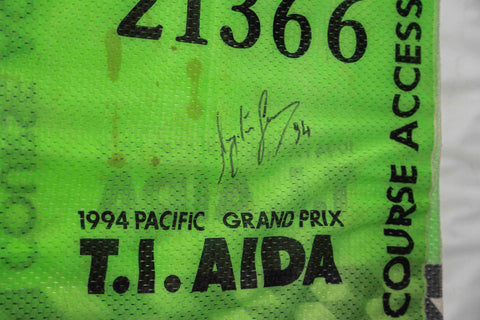 21366
94
1994 PACIFIC GRAND PRIX
T.I. AIDA
COURSE ACCESS